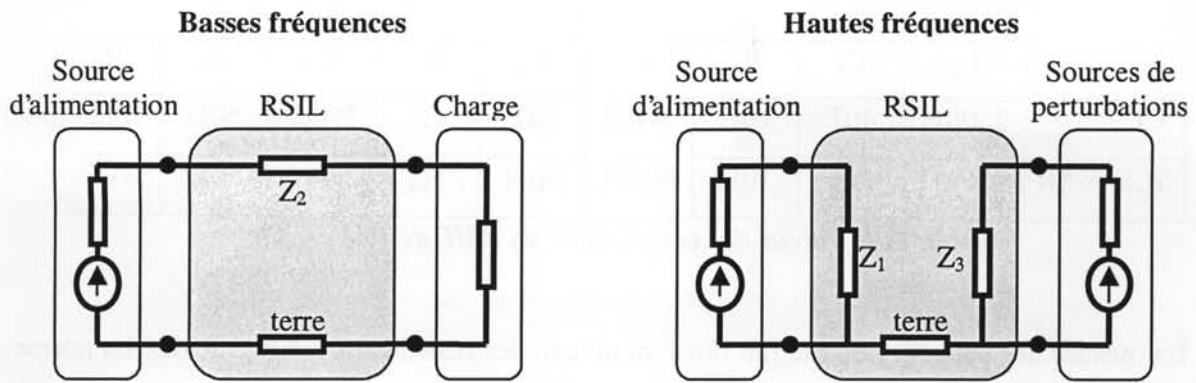 Basses fréquences
Source
d'alimentation
RSIL
Charge
Z2
terre
Hautes fréquences
Source
d'alimentation
RSIL
Sources de
perturbations
Z1
Z3
terre